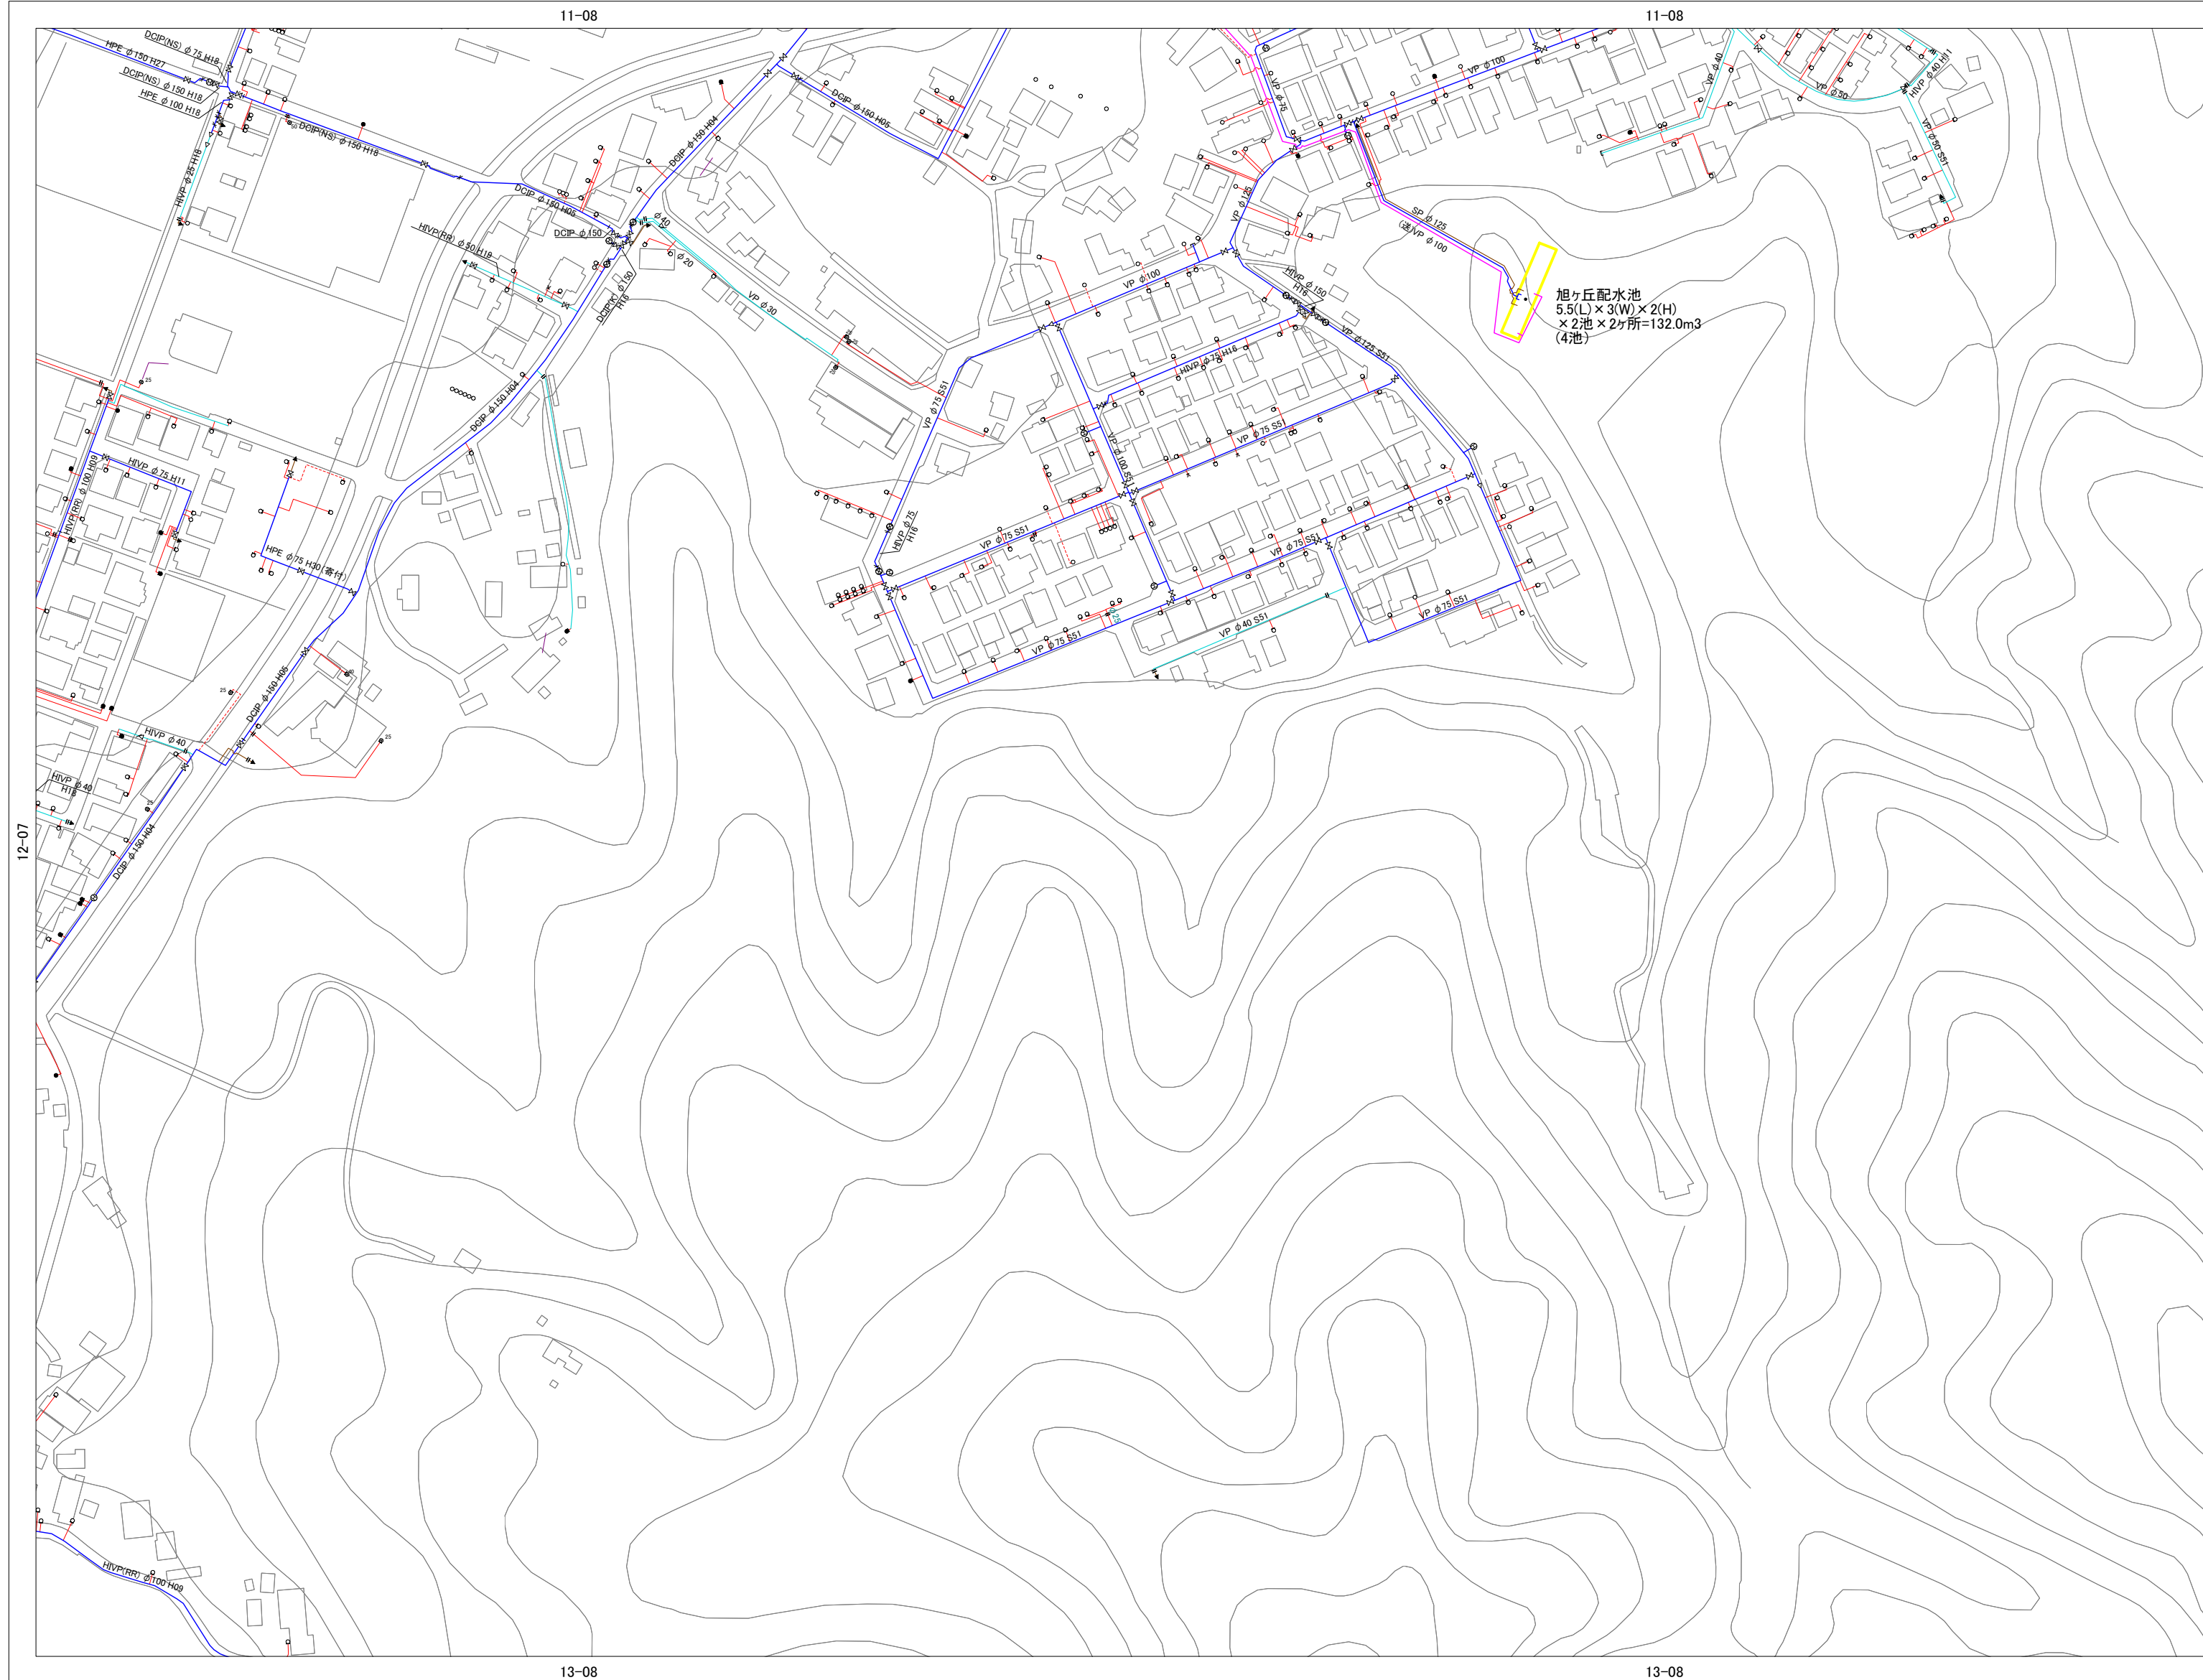 11-08
11-08
DCIP(NS) φ75 H18
HPE φ150 H27
DCIP(NS) φ150 H18
HPE φ100 H18
DCIP(NS) φ150 H18
HIVP φ25 H18
DCIP φ150 H04
DCIP φ150 H05
DCIP φ150 H05
DCIP φ150
HIVP(RR) φ50 H18
DCIP(K) φ150
H16
φ40
φ20
VP φ30
VP φ75
VP φ100
VP φ40
VP φ50
HIVP φ40 H11
VP φ50 S51
VP φ125
SP φ125
(送)VP φ100
旭ヶ丘配水池
5.5(L)×3(W)×2(H)
×2池×2ヶ所=132.0m3
(4池)
VP φ100
HIVP φ150
H16
VP φ125 S51
HIVP φ75 H16
VP φ75 S51
VP φ75 S51
VP φ100 S51
DCIP φ150 H04
25
HIVP φ75 H11
HIVP(RR) φ100 H09
HPE φ75 H30(寄付)
HIVP φ75
H16
VP φ75 S51
VP φ75 S51
VP φ75 S51
VP φ75 S51
VP φ40 S51
φ25
25
DCIP φ150 H05
25
HIVP φ40
HIVP φ40
H18
25
DCIP φ150 H04
12-07
HIVP(RR) φ100 H09
13-08
13-08